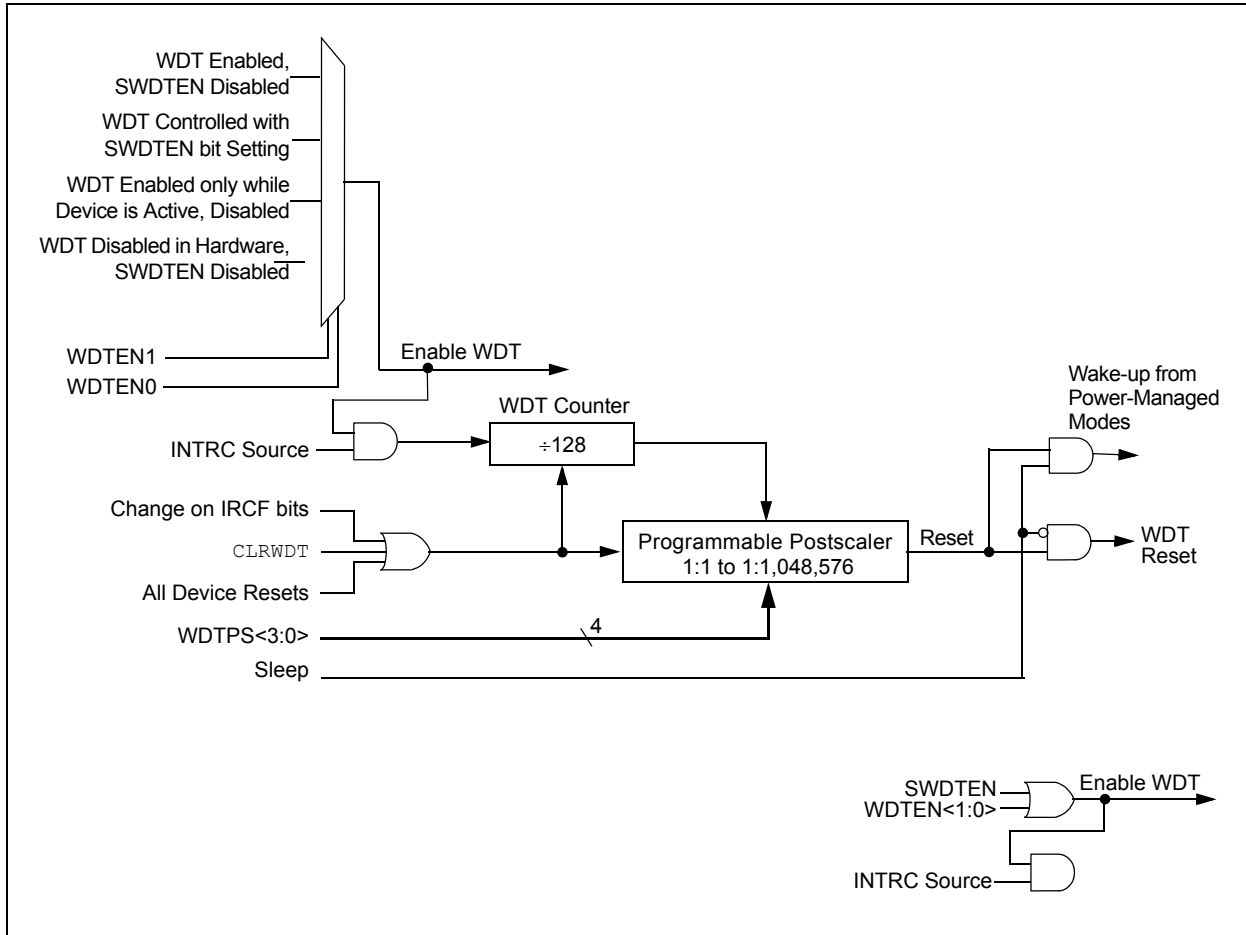 WDT Enabled,
SWDTEN Disabled
WDT Controlled with
SWDTEN bit Setting
WDT Enabled only while
Device is Active, Disabled
WDT Disabled in Hardware,
SWDTEN Disabled
WDTEN1
WDTEN0
Enable WDT
WDT Counter
÷128
INTRC Source
Wake-up from
Power-Managed
Modes
Change on IRCF bits
CLRWDT
All Device Resets
Programmable Postscaler
1:1 to 1:1,048,576
Reset
WDT
Reset
WDTPS<3:0>
4
Sleep
SWDTEN
WDTEN<1:0>
Enable WDT
INTRC Source